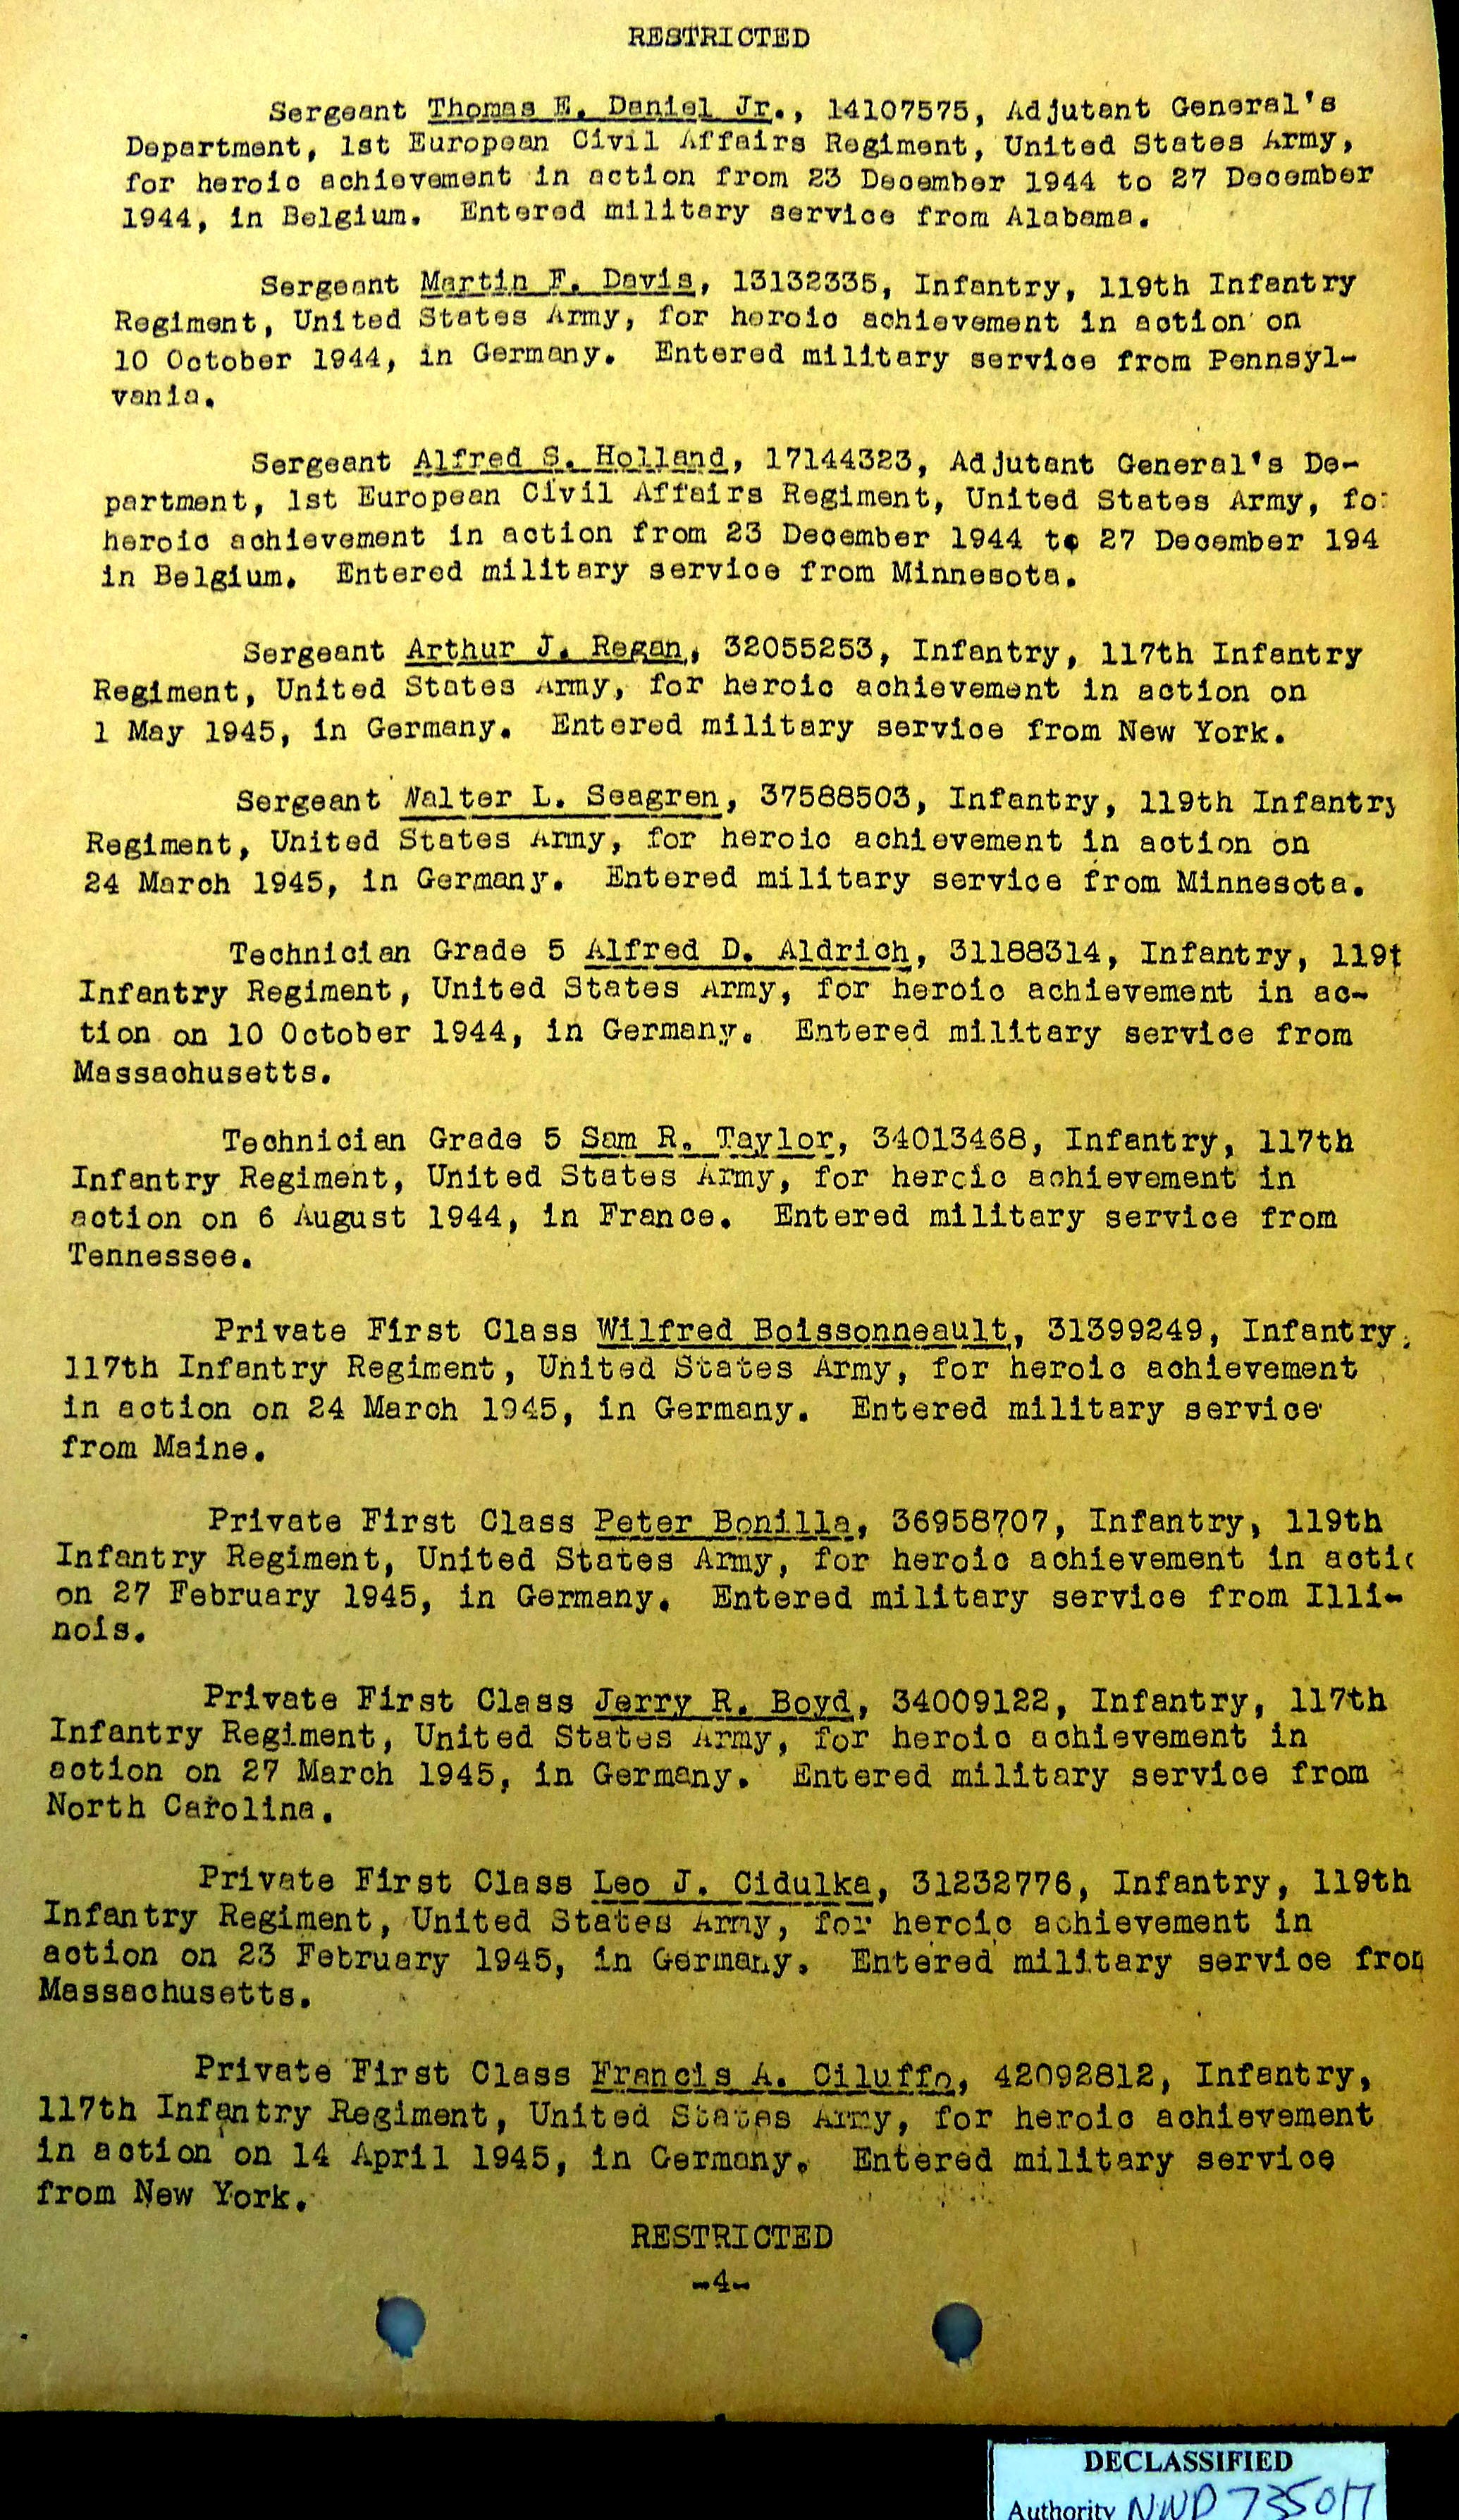 RESTRICTED
Sergeant Thomas E. Daniel Jr., 14107575, Adjutant General's
Department, 1st European Civil Affairs Regiment, United States Army,
for heroic achievement in action from 23 December 1944 to 27 December
1944, in Belgium. Entered military service from Alabama.
Sergeant Martin F. Davis, 13132335, Infantry, 119th Infantry
Regiment, United States Army, for heroic achievement in action on
10 October 1944, in Germany. Entered military service from Pennsyl-
vania.
Sergeant Alfred S. Holland, 17144323, Adjutant General's De-
partment, 1st European Civil Affairs Regiment, United States Army, fo
heroic achievement in action from 23 December 1944 to 27 December 194
in Belgium. Entered military service from Minnesota.
Sergeant Arthur J. Regan, 32055253, Infantry, 117th Infantry
Regiment, United States Army, for heroic achievement in action on
1 May 1945, in Germany. Entered military service from New York.
Sergeant Walter L. Seagren, 37588503, Infantry, 119th Infantry
Regiment, United States Army, for heroic achievement in action on
24 March 1945, in Germany. Entered military service from Minnesota.
Technician Grade 5 Alfred D. Aldrich, 31188314, Infantry, 119t
Infantry Regiment, United States Army, for heroic achievement in ac-
tion on 10 October 1944, in Germany. Entered military service from
Massachusetts.
Technician Grade 5 Sam R. Taylor, 34013468, Infantry, 117th
Infantry Regiment, United States Army, for heroic achievement in
action on 6 August 1944, in France. Entered military service from
Tennessee.
Private First Class Wilfred Boissonneault, 31399249, Infantry,
117th Infantry Regiment, United States Army, for heroic achievement
in action on 24 March 1945, in Germany. Entered military service
from Maine.
Private First Class Peter Bonilla, 36958707, Infantry, 119th
Infantry Regiment, United States Army, for heroic achievement in actic
on 27 February 1945, in Germany. Entered military service from Illi-
nois.
Private First Class Jerry R. Boyd, 34009122, Infantry, 117th
Infantry Regiment, United States Army, for heroic achievement in
action on 27 March 1945, in Germany. Entered military service from
North Carolina.
Private First Class Leo J. Cidulka, 31232776, Infantry, 119th
Infantry Regiment, United States Army, for heroic achievement in
action on 23 February 1945, in Germany. Entered military service from
Massachusetts.
Private First Class Francis A. Ciluffo, 42092812, Infantry,
117th Infantry Regiment, United States Army, for heroic achievement
in action on 14 April 1945, in Germany. Entered military service
from New York.
RESTRICTED
-4-
DECLASSIFIED
Authority NND 735017